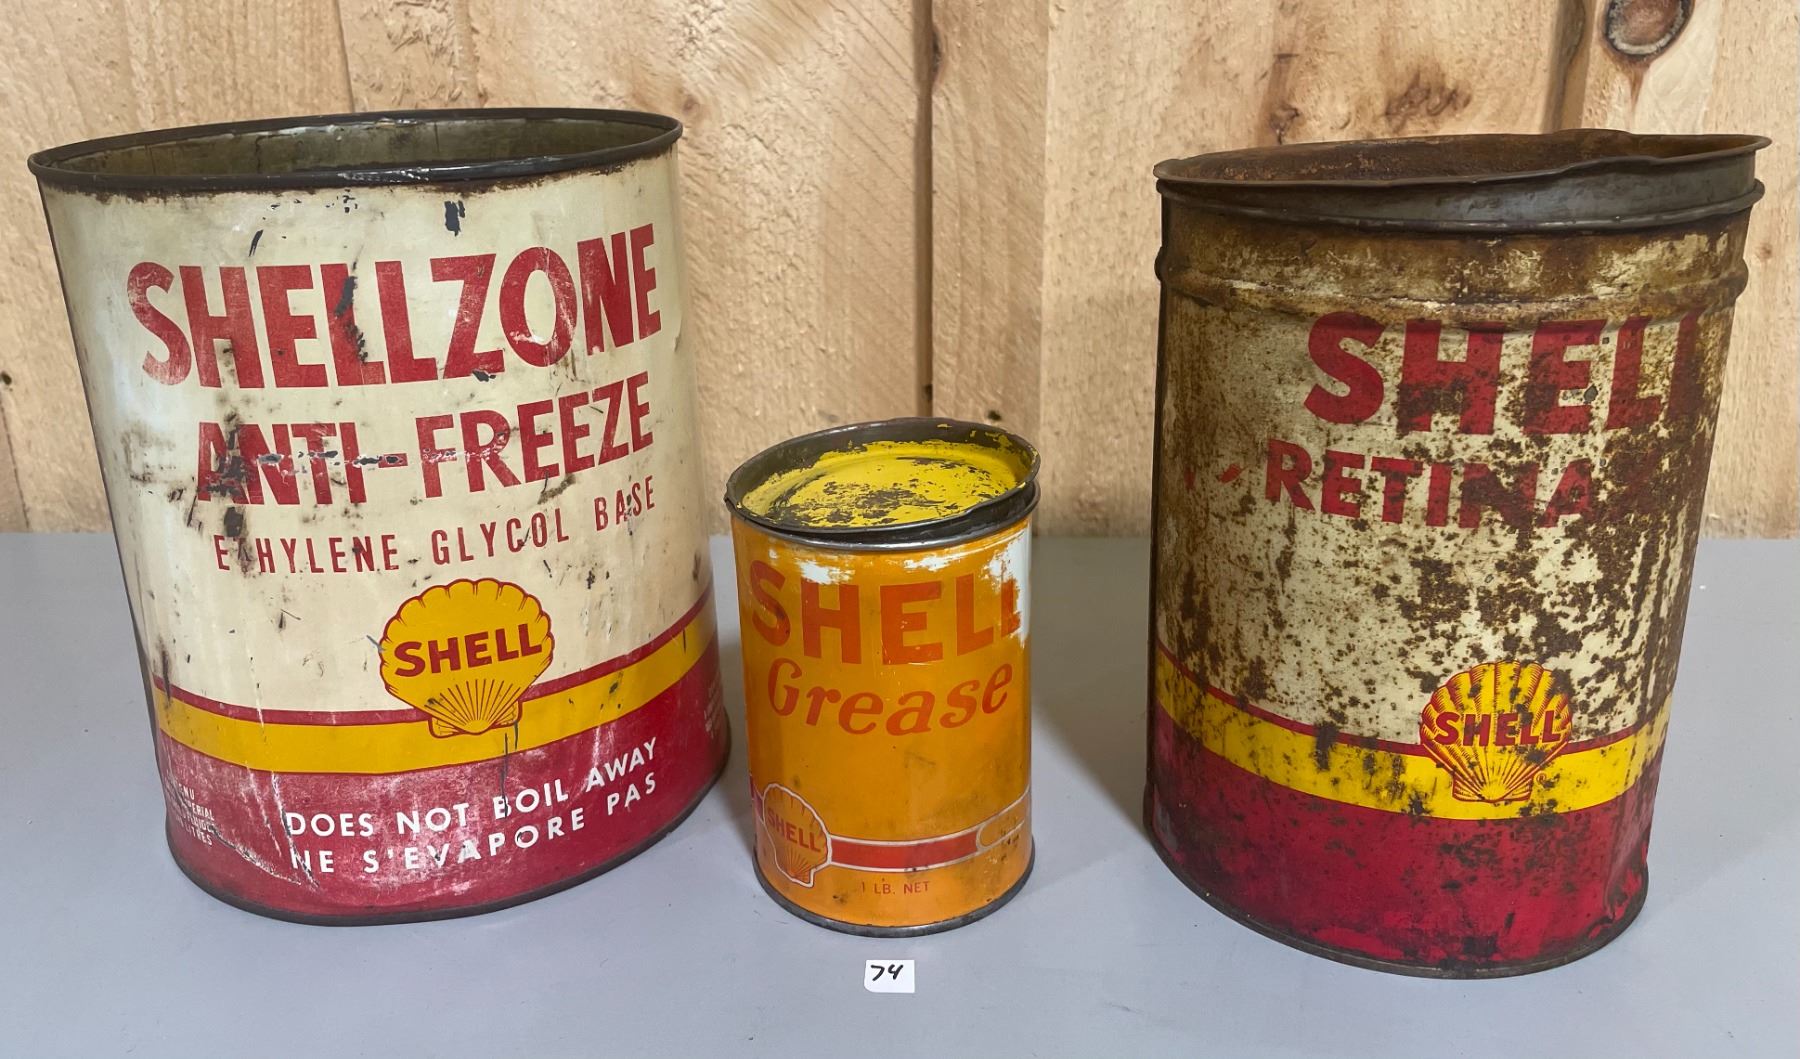 SHELLZONE
ANTI-FREEZE
ETHYLENE GLYCOL BASE
SHELL
DOES NOT BOIL AWAY
NE S'EVAPORE PAS
SHELL
Grease
SHELL
1 LB. NET
SHELL
RETINA
SHELL
74